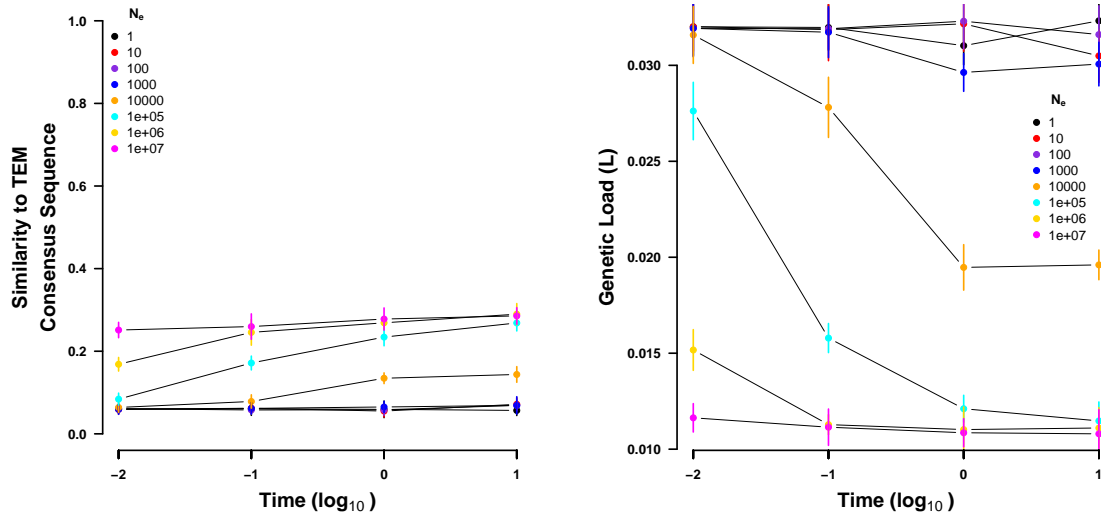 Similarity to TEM
Consensus Sequence
1.0
0.8
0.6
0.4
0.2
0.0
Nₑ
1
10
100
1000
10000
1e+05
1e+06
1e+07
−2
−1
0
1
Time (log₁₀ )
Genetic Load (L)
0.030
0.025
0.020
0.015
0.010
Nₑ
1
10
100
1000
10000
1e+05
1e+06
1e+07
−2
−1
0
1
Time (log₁₀ )